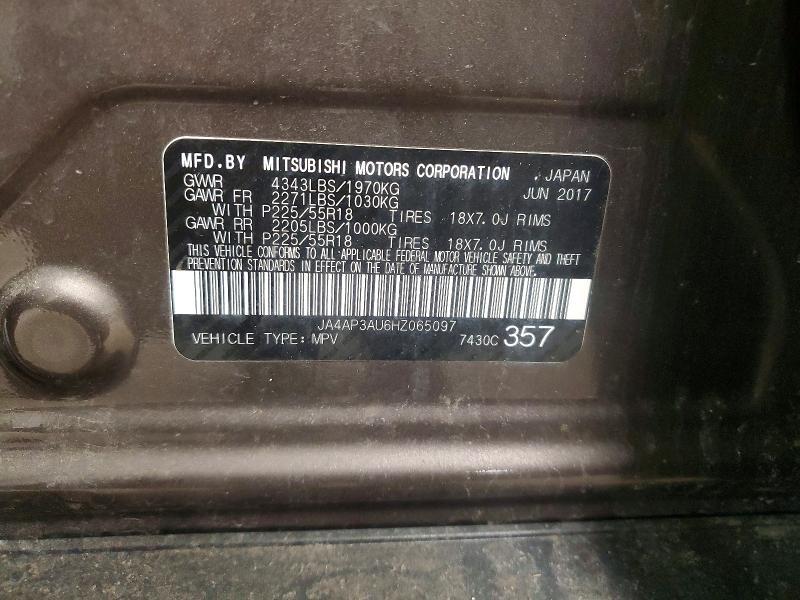 MFD.BY MITSUBISHI MOTORS CORPORATION , JAPAN
GVWR 4343LBS/1970KG JUN 2017
GAWR FR 2271LBS/1030KG
WITH P225/55R18 TIRES 18X7.0J RIMS
GAWR RR 2205LBS/1000KG
WITH P225/55R18 TIRES 18X7.0J RIMS
THIS VEHICLE CONFORMS TO ALL APPLICABLE FEDERAL MOTOR VEHICLE SAFETY AND THEFT
PREVENTION STANDARDS IN EFFECT ON THE DATE OF MANUFACTURE SHOWN ABOVE.
JA4AP3AU6HZ065097
VEHICLE TYPE: MPV 7430C 357